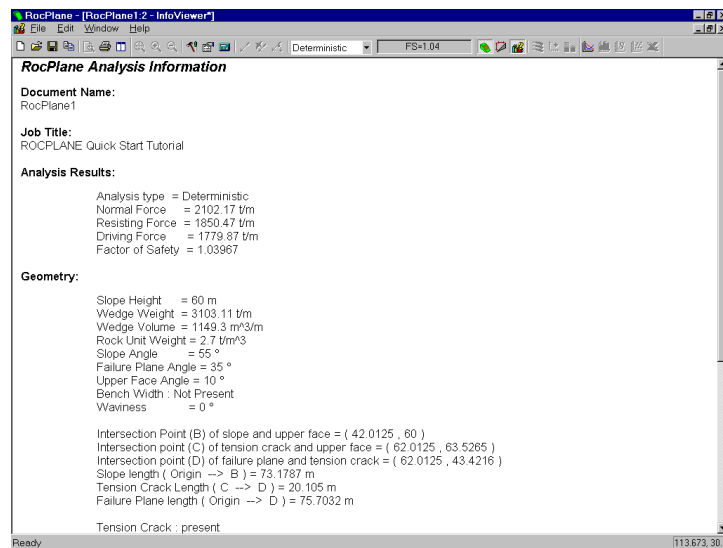 RocPlane - [RocPlane1:2 - InfoViewer*]
File Edit Window Help
Deterministic FS=1.04
RocPlane Analysis Information
Document Name:
RocPlane1
Job Title:
ROCPLANE Quick Start Tutorial
Analysis Results:
Analysis type = Deterministic
Normal Force = 2102.17 t/m
Resisting Force = 1850.47 t/m
Driving Force = 1779.87 t/m
Factor of Safety = 1.03967
Geometry:
Slope Height = 60 m
Wedge Weight = 3103.11 t/m
Wedge Volume = 1149.3 m^3/m
Rock Unit Weight = 2.7 t/m^3
Slope Angle = 55 °
Failure Plane Angle = 35 °
Upper Face Angle = 10 °
Bench Width : Not Present
Waviness = 0 °
Intersection Point (B) of slope and upper face = ( 42.0125 , 60 )
Intersection point (C) of tension crack and upper face = ( 62.0125 , 63.5265 )
Intersection point (D) of failure plane and tension crack = ( 62.0125 , 43.4216 )
Slope length ( Origin --> B ) = 73.1787 m
Tension Crack Length ( C --> D ) = 20.105 m
Failure Plane length ( Origin --> D ) = 75.7032 m
Tension Crack : present
Ready 113.673, 30.